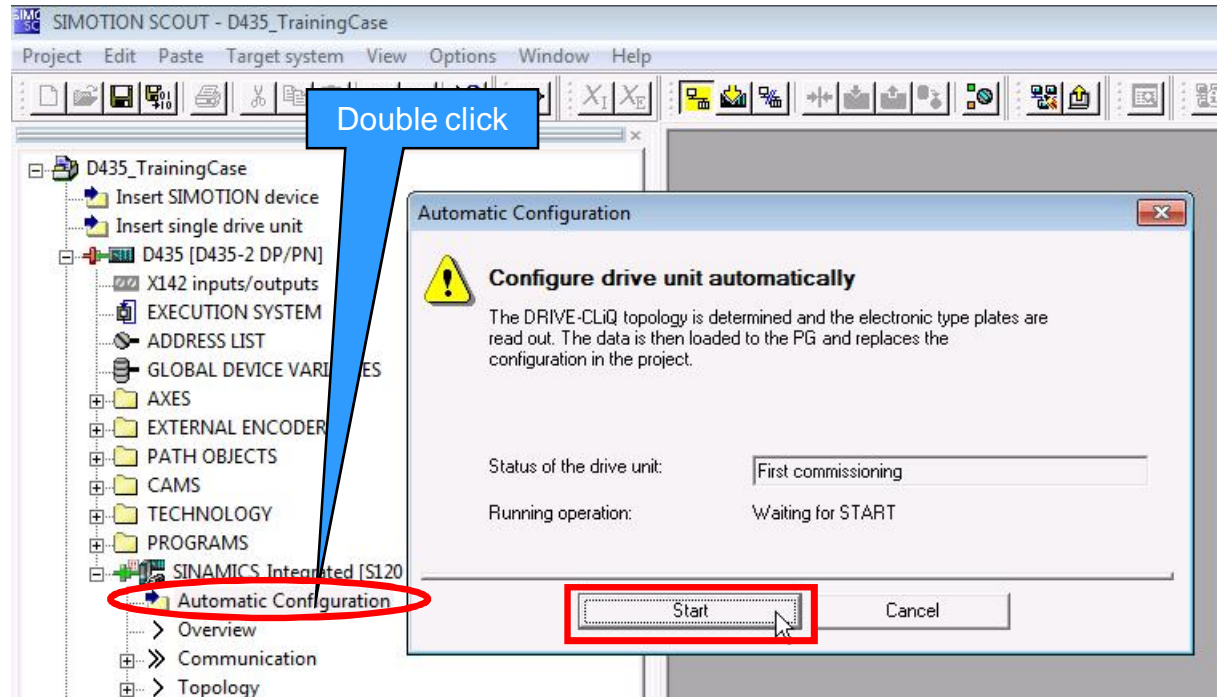 SIMOTION SCOUT - D435_TrainingCase
Project Edit Paste Target system View Options Window Help
Double click
D435_TrainingCase
Insert SIMOTION device
Insert single drive unit
D435 [D435-2 DP/PN]
X142 inputs/outputs
EXECUTION SYSTEM
ADDRESS LIST
GLOBAL DEVICE VARI ES
AXES
EXTERNAL ENCODER
PATH OBJECTS
CAMS
TECHNOLOGY
PROGRAMS
SINAMICS_Integrated [S120
Automatic Configuration
Overview
Communication
Topology
Automatic Configuration
Configure drive unit automatically
The DRIVE-CLiQ topology is determined and the electronic type plates are
read out. The data is then loaded to the PG and replaces the
configuration in the project.
Status of the drive unit: First commissioning
Running operation: Waiting for START
Start Cancel